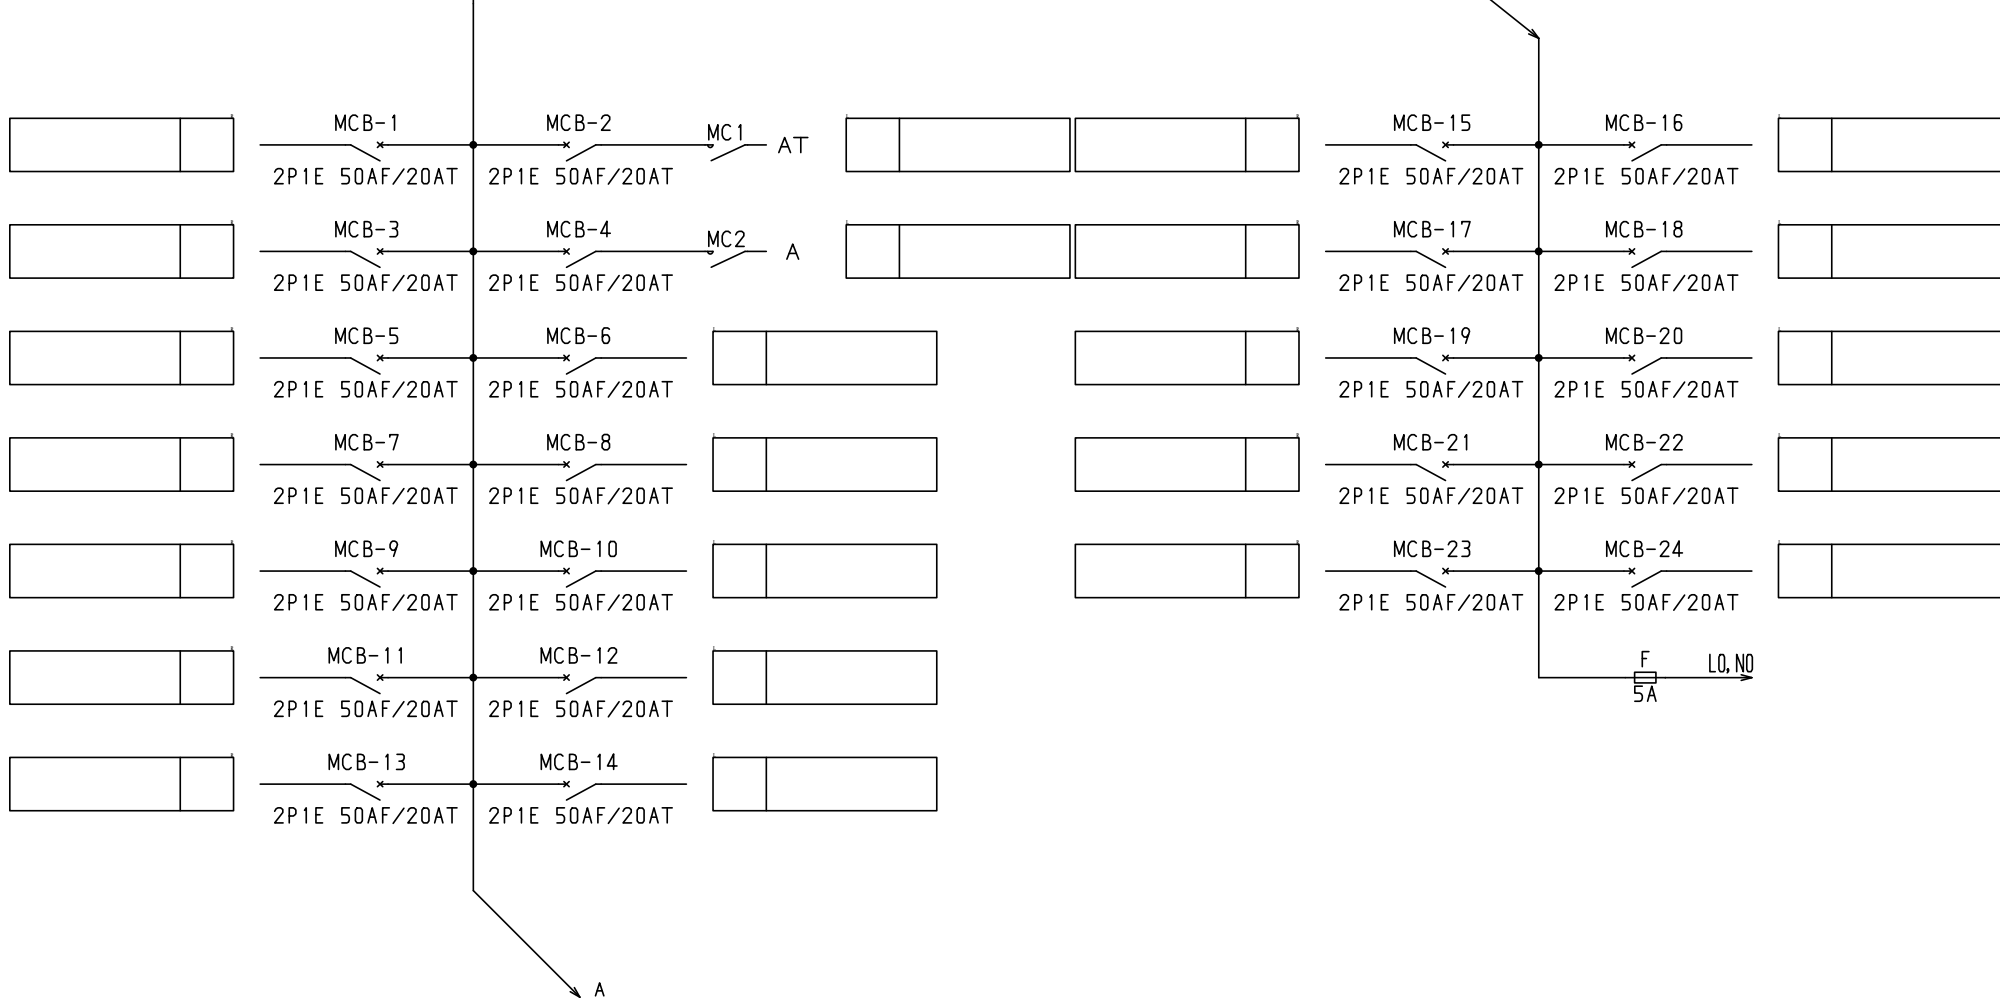 MCB-1 MCB-2 MC1 AT MCB-15 MCB-16
2P1E 50AF/20AT 2P1E 50AF/20AT 2P1E 50AF/20AT 2P1E 50AF/20AT
MCB-3 MCB-4 MC2 A MCB-17 MCB-18
2P1E 50AF/20AT 2P1E 50AF/20AT 2P1E 50AF/20AT 2P1E 50AF/20AT
MCB-5 MCB-6 MCB-19 MCB-20
2P1E 50AF/20AT 2P1E 50AF/20AT 2P1E 50AF/20AT 2P1E 50AF/20AT
MCB-7 MCB-8 MCB-21 MCB-22
2P1E 50AF/20AT 2P1E 50AF/20AT 2P1E 50AF/20AT 2P1E 50AF/20AT
MCB-9 MCB-10 MCB-23 MCB-24
2P1E 50AF/20AT 2P1E 50AF/20AT 2P1E 50AF/20AT 2P1E 50AF/20AT
MCB-11 MCB-12 F L0,N0
2P1E 50AF/20AT 2P1E 50AF/20AT 5A
MCB-13 MCB-14
2P1E 50AF/20AT 2P1E 50AF/20AT
A